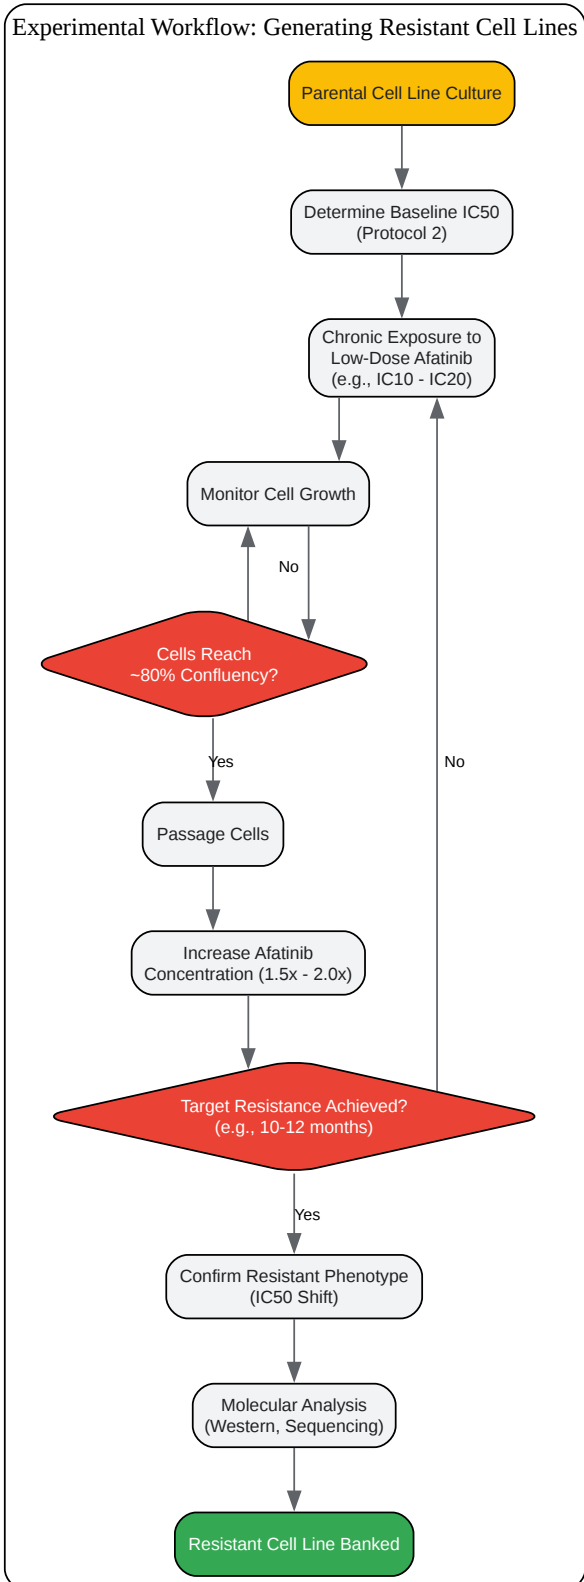 Experimental Workflow: Generating Resistant Cell Lines
Parental Cell Line Culture
Determine Baseline IC50
(Protocol 2)
Chronic Exposure to
Low-Dose Afatinib
(e.g., IC10 - IC20)
Monitor Cell Growth
No
Cells Reach
~80% Confluency?
Yes
No
Passage Cells
Increase Afatinib
Concentration (1.5x - 2.0x)
Target Resistance Achieved?
(e.g., 10-12 months)
Yes
Confirm Resistant Phenotype
(IC50 Shift)
Molecular Analysis
(Western, Sequencing)
Resistant Cell Line Banked